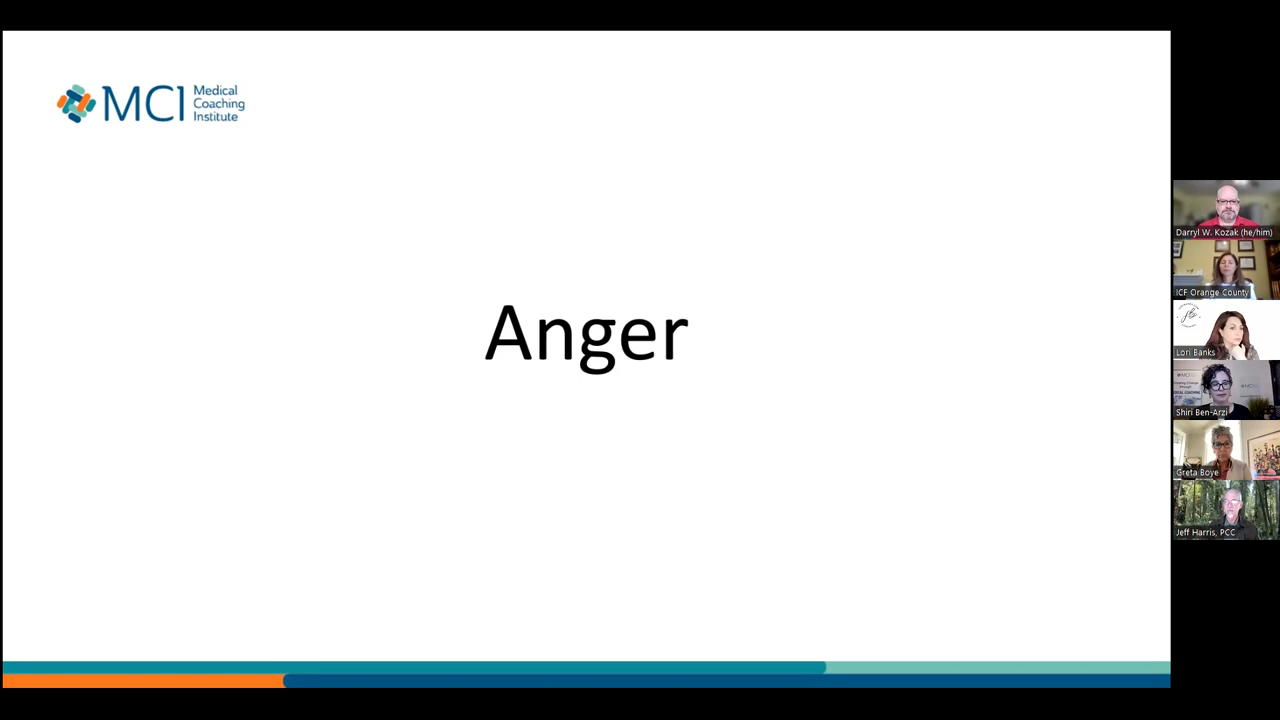 MCI
Medical
Coaching
Institute
Anger
Darryl W. Kozak (he/him)
ICF Orange County
Lori Banks
Shiri Ben-Arzi
Greta Boye
Jeff Harris, PCC